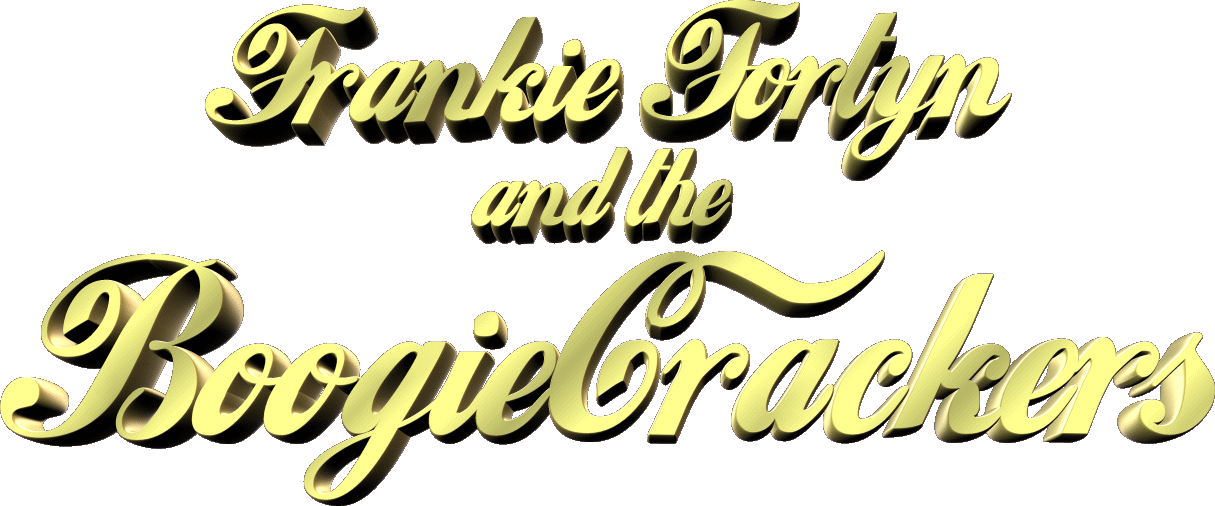 Frankie Fortyn
and the
BoogieCrackers